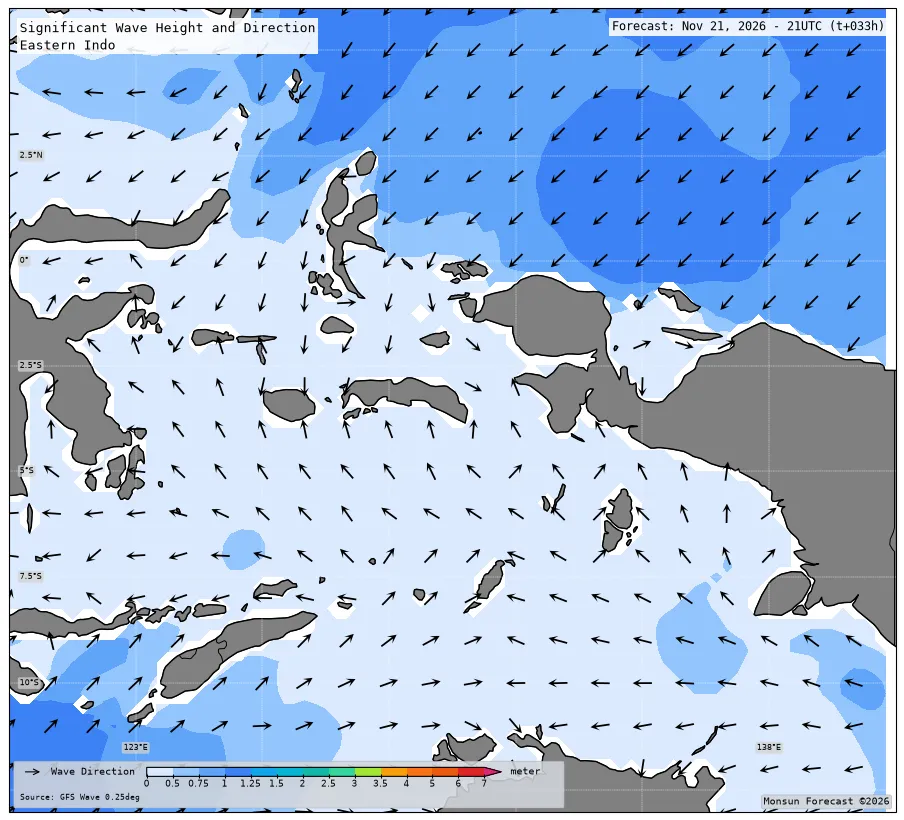 Significant Wave Height and Direction
Eastern Indo
Forecast: Nov 21, 2026 - 21UTC (t+033h)
2.5°N
0°
2.5°S
5°S
7.5°S
10°S
123°E
138°E
Wave Direction
meter
0 0.5 0.75 1 1.25 1.5 2 2.5 3 3.5 4 5 6 7
Source: GFS Wave 0.25deg
Monsun Forecast ©2026